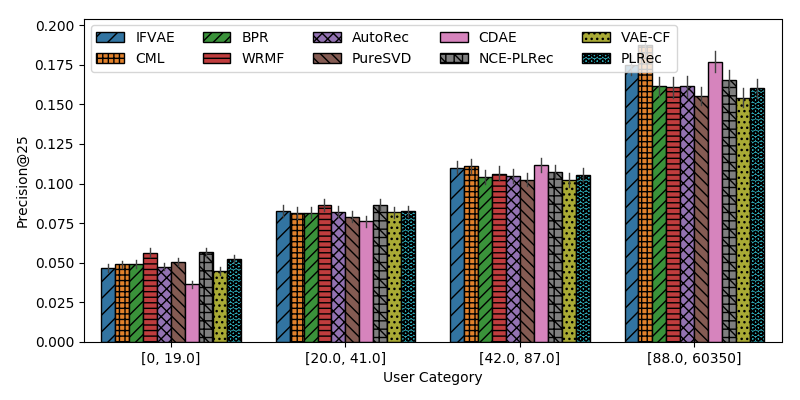 0.200
0.175
0.150
0.125
0.100
0.075
0.050
0.025
0.000
Precision@25
IFVAE BPR AutoRec CDAE VAE-CF
CML WRMF PureSVD NCE-PLRec PLRec
[0, 19.0] [20.0, 41.0] [42.0, 87.0] [88.0, 60350]
User Category